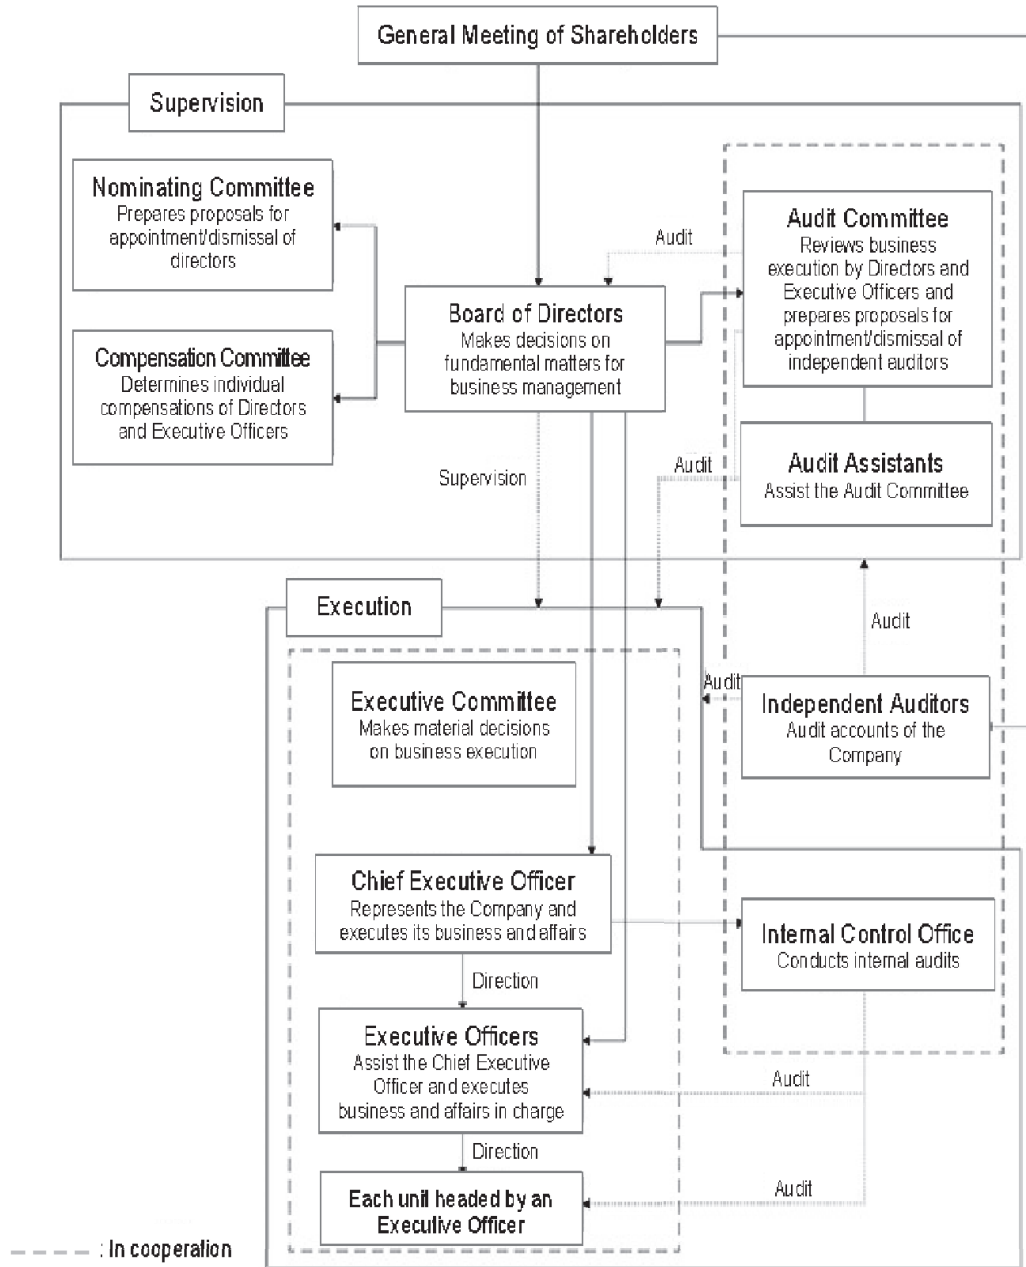 General Meeting of Shareholders
Supervision
Nominating Committee
Prepares proposals for
appointment/dismissal of
directors
Audit
Audit Committee
Reviews business
execution by Directors and
Executive Officers and
prepares proposals for
appointment/dismissal of
independent auditors
Board of Directors
Makes decisions on
fundamental matters for
business management
Compensation Committee
Determines individual
compensations of Directors
and Executive Officers
Supervision
Audit
Audit Assistants
Assist the Audit Committee
Execution
Audit
Executive Committee
Makes material decisions
on business execution
Audit
Independent Auditors
Audit accounts of the
Company
Chief Executive Officer
Represents the Company and
executes its business and affairs
Internal Control Office
Conducts internal audits
Direction
Executive Officers
Assist the Chief Executive
Officer and executes
business and affairs in charge
Audit
Direction
Each unit headed by an
Executive Officer
Audit
: In cooperation